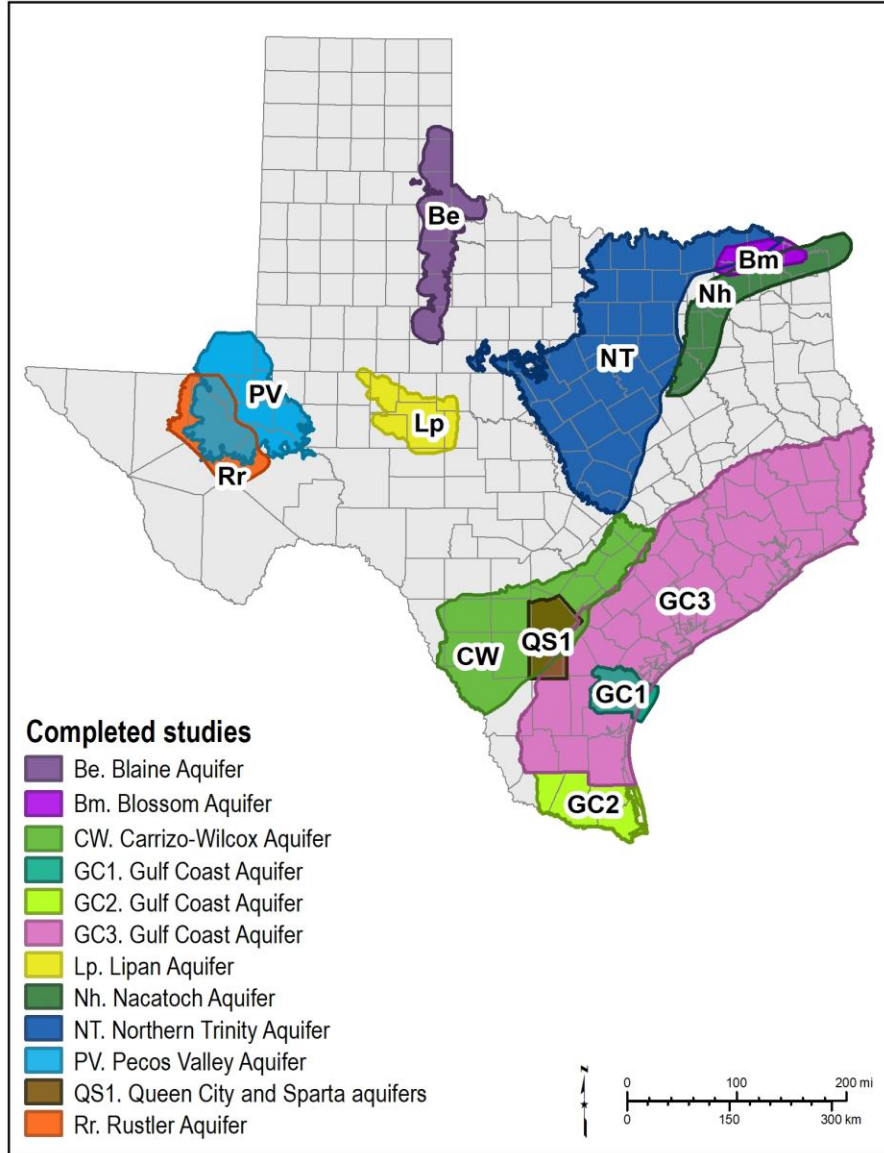 Be
Bm
Nh
NT
PV
Lp
Rr
GC3
QS1
CW
GC1
GC2
Completed studies
Be. Blaine Aquifer
Bm. Blossom Aquifer
CW. Carrizo-Wilcox Aquifer
GC1. Gulf Coast Aquifer
GC2. Gulf Coast Aquifer
GC3. Gulf Coast Aquifer
Lp. Lipan Aquifer
Nh. Nacatoch Aquifer
NT. Northern Trinity Aquifer
PV. Pecos Valley Aquifer
QS1. Queen City and Sparta aquifers
Rr. Rustler Aquifer
N
0 100 200 mi
0 150 300 km